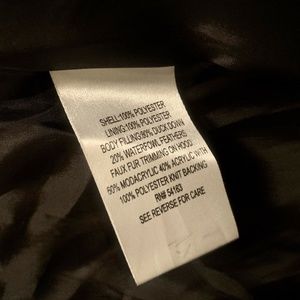 SHELL:100% POLYESTER
LINING:100% POLYESTER
BODY FILLING:80% DUCK DOWN
20% WATERFOWL FEATHERS
FAUX FUR TRIMMING ON HOOD
60% MODACRYLIC 40% ACRYLIC WITH
100% POLYESTER KNIT BACKING
RN# 54163
SEE REVERSE FOR CARE